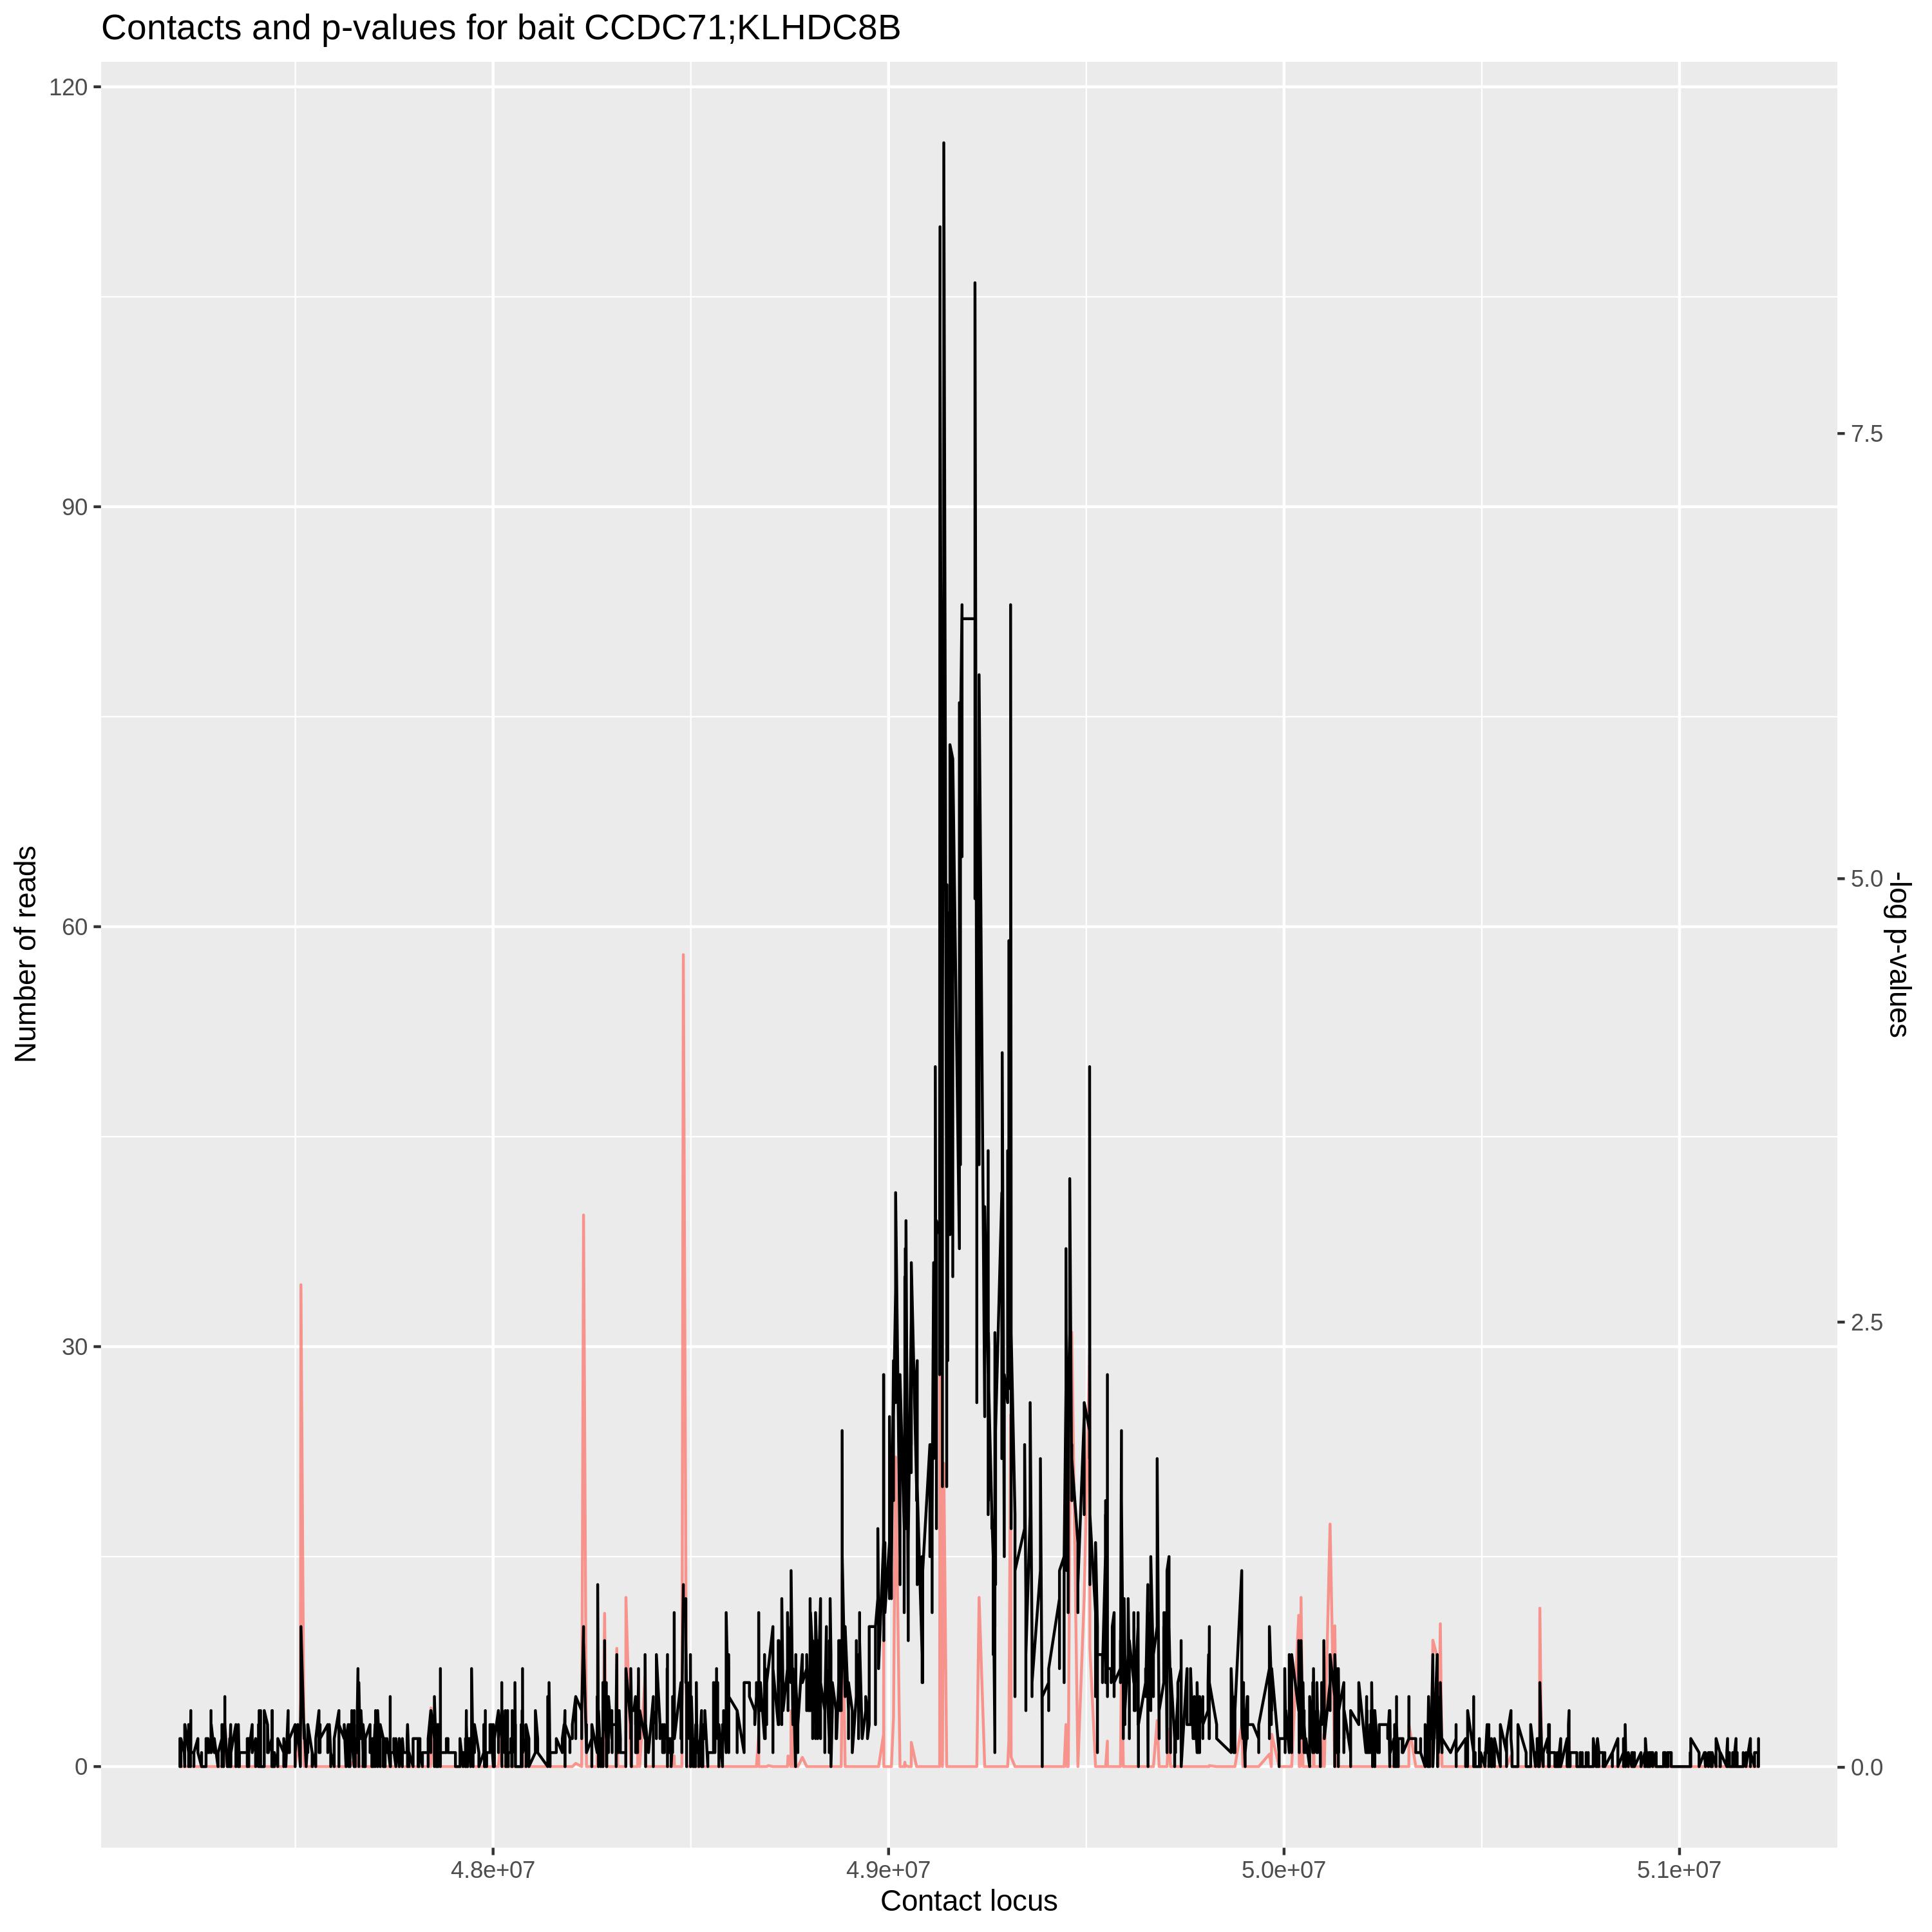 Contacts and p-values for bait CCDC71;KLHDC8B
120
90
60
30
0
Number of reads
7.5
5.0
2.5
0.0
-log p-values
4.8e+07
4.9e+07
5.0e+07
5.1e+07
Contact locus